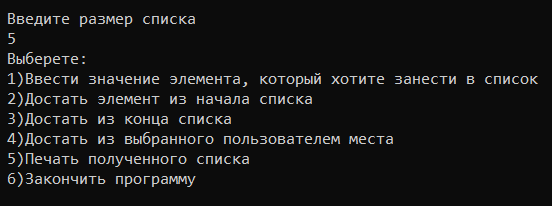 Введите размер списка
5
Выберете:
1)Ввести значение элемента, который хотите занести в список
2)Достать элемент из начала списка
3)Достать из конца списка
4)Достать из выбранного пользователем места
5)Печать полученного списка
6)Закончить программу